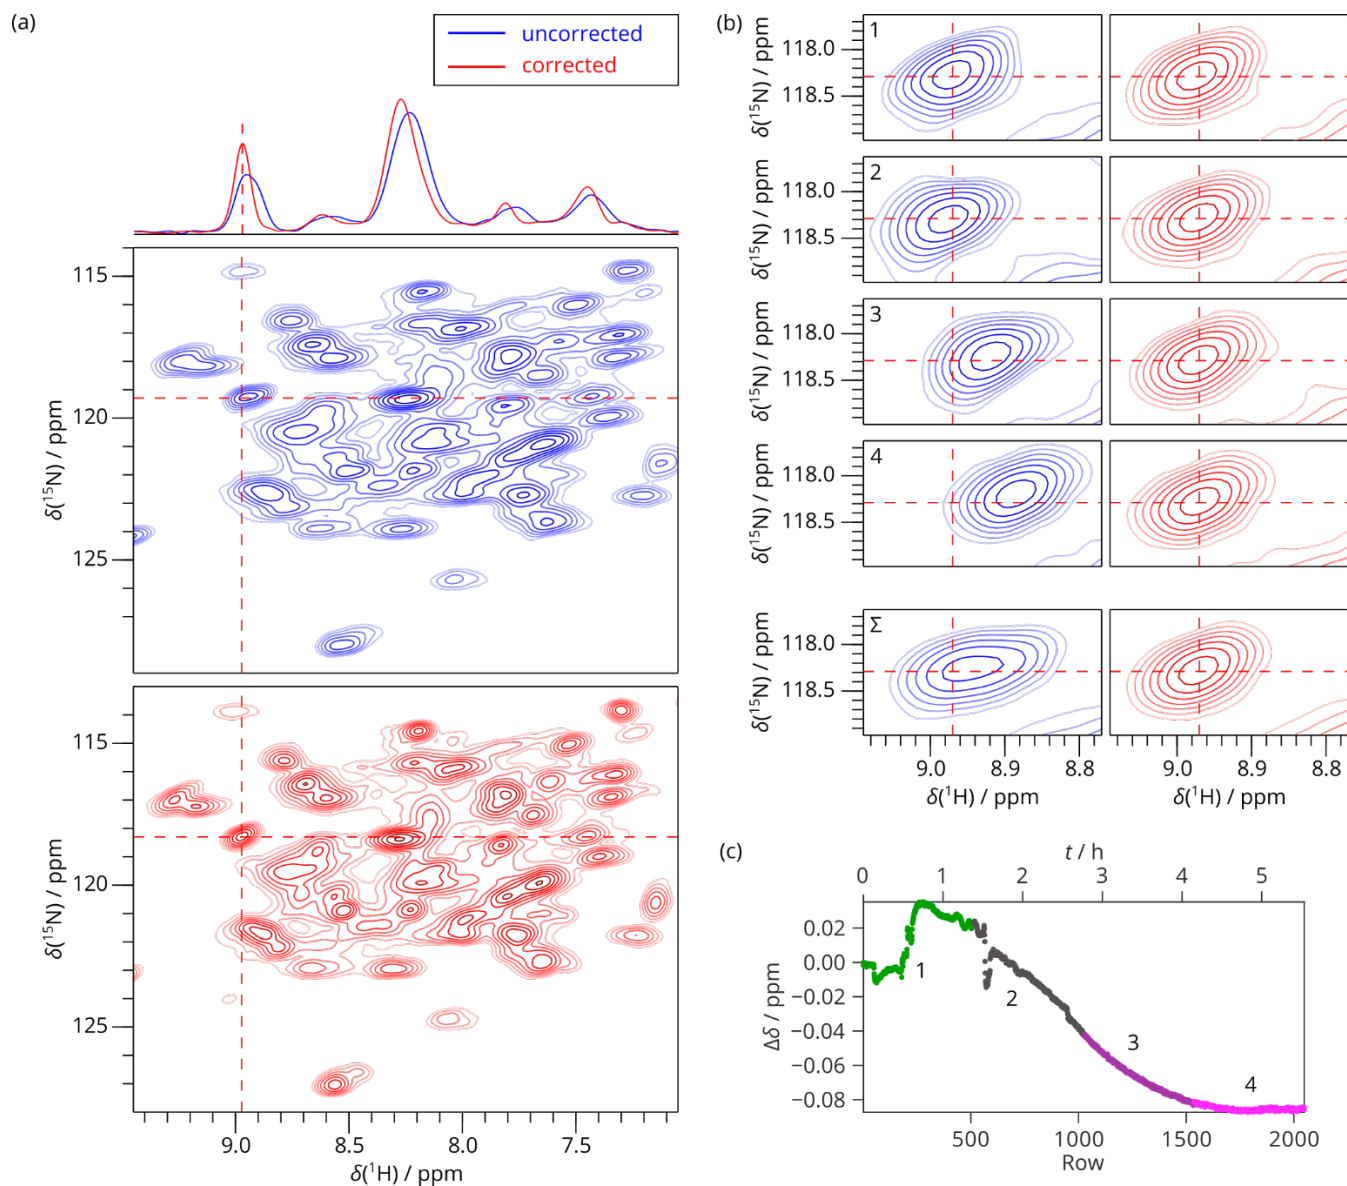 (a)
uncorrected
corrected
115
120
125
δ(¹⁵N) / ppm
115
120
125
δ(¹⁵N) / ppm
9.0 8.5 8.0 7.5
δ(¹H) / ppm
(b)
1
118.0
118.5
δ(¹⁵N) / ppm
2
118.0
118.5
δ(¹⁵N) / ppm
3
118.0
118.5
δ(¹⁵N) / ppm
4
118.0
118.5
δ(¹⁵N) / ppm
Σ
118.0
118.5
δ(¹⁵N) / ppm
9.0 8.9 8.8 9.0 8.9 8.8
δ(¹H) / ppm δ(¹H) / ppm
(c)
t / h
0 1 2 3 4 5
0.02
0.00
−0.02
−0.04
−0.06
−0.08
Δδ / ppm
1
2
3
4
500 1000 1500 2000
Row